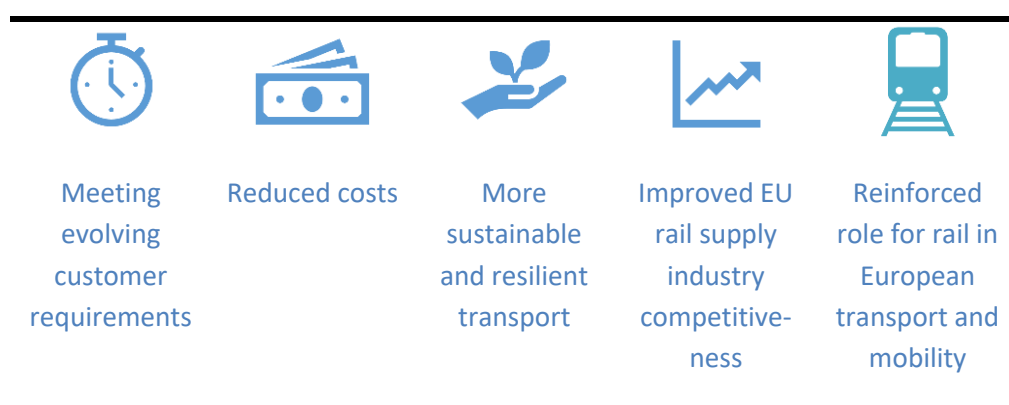 Meeting
evolving
customer
requirements
Reduced costs
More
sustainable
and resilient
transport
Improved EU
rail supply
industry
competitive-
ness
Reinforced
role for rail in
European
transport and
mobility